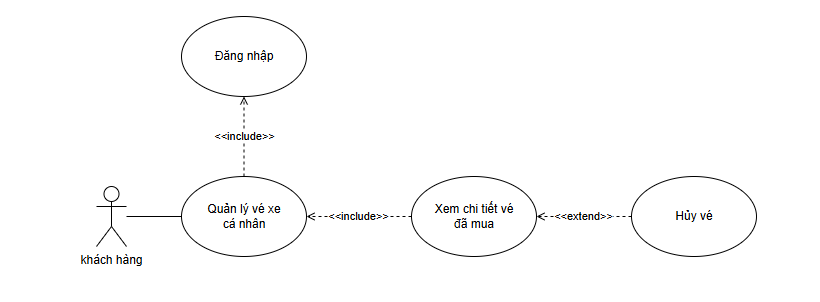 Đăng nhập
<<include>>
Quản lý vé xe
cá nhân
<<include>>
Xem chi tiết vé
đã mua
<<extend>>
Hủy vé
khách hảng